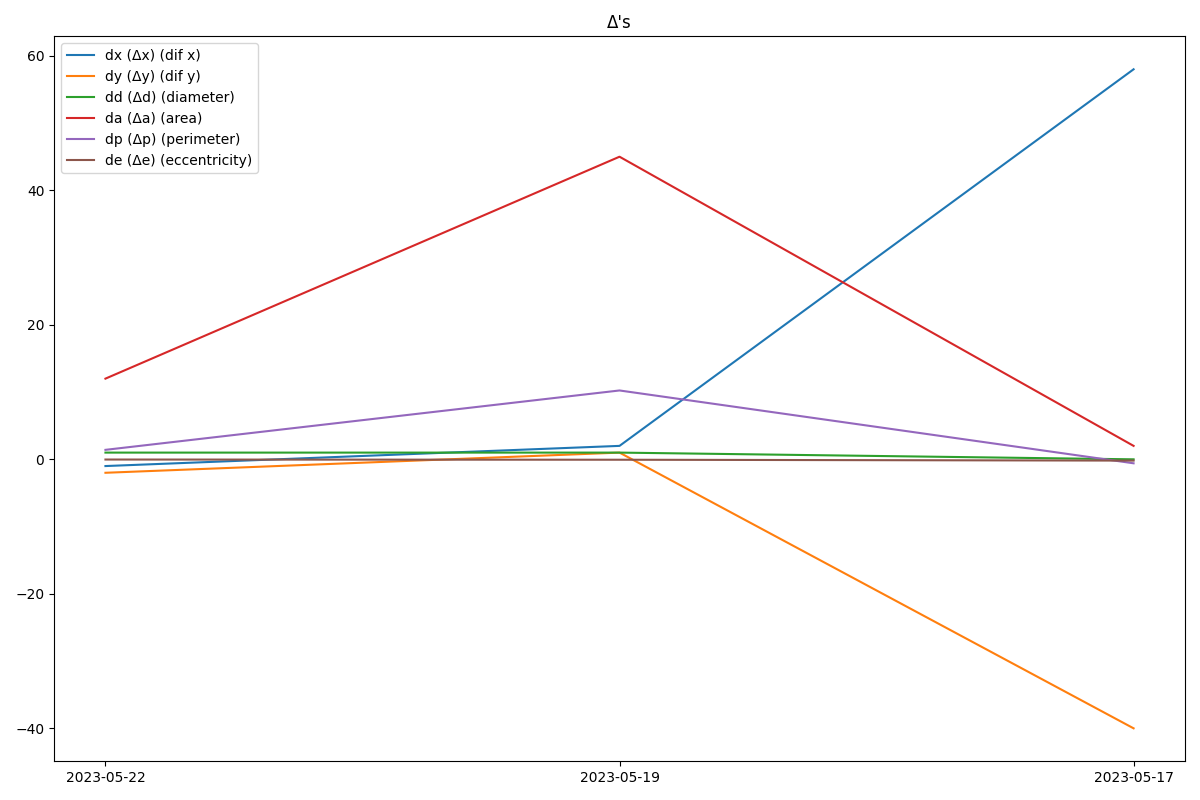 Δ's
dx (Δx) (dif x)
dy (Δy) (dif y)
dd (Δd) (diameter)
da (Δa) (area)
dp (Δp) (perimeter)
de (Δe) (eccentricity)
60
40
20
0
−20
−40
2023-05-22
2023-05-19
2023-05-17